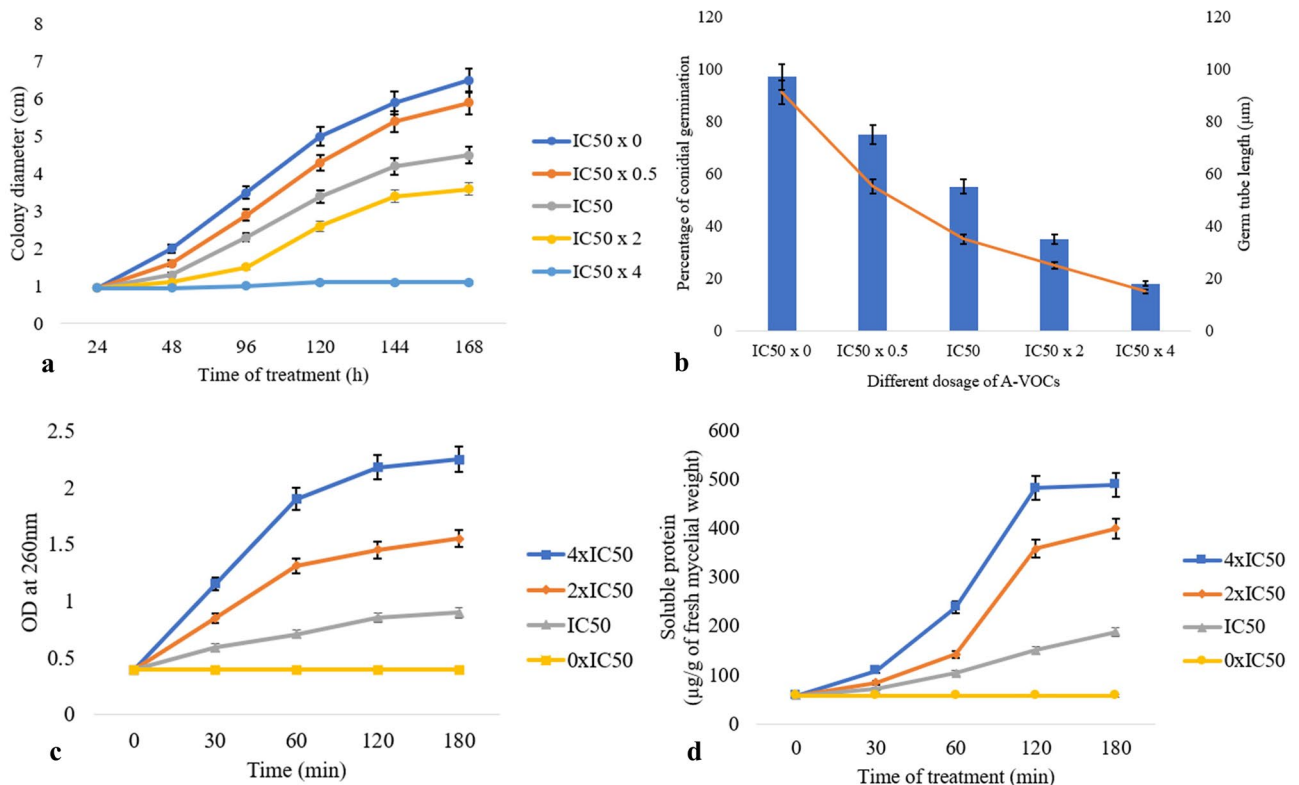 8
7
6
5
4
3
2
1
0
Colony diameter (cm)
24 48 96 120 144 168
Time of treatment (h)
IC50 x 0
IC50 x 0.5
IC50
IC50 x 2
IC50 x 4
a
120
100
80
60
40
20
0
Percentage of conidial germination
120
100
80
60
40
20
0
Germ tube length (µm)
IC50 x 0 IC50 x 0.5 IC50 IC50 x 2 IC50 x 4
Different dosage of A-VOCs
b
2.5
2
1.5
1
0.5
0
OD at 260nm
0 30 60 120 180
Time (min)
4xIC50
2xIC50
IC50
0xIC50
c
600
500
400
300
200
100
0
Soluble protein
(µg/g of fresh mycelial weight)
0 30 60 120 180
Time of treatment (min)
4xIC50
2xIC50
IC50
0xIC50
d